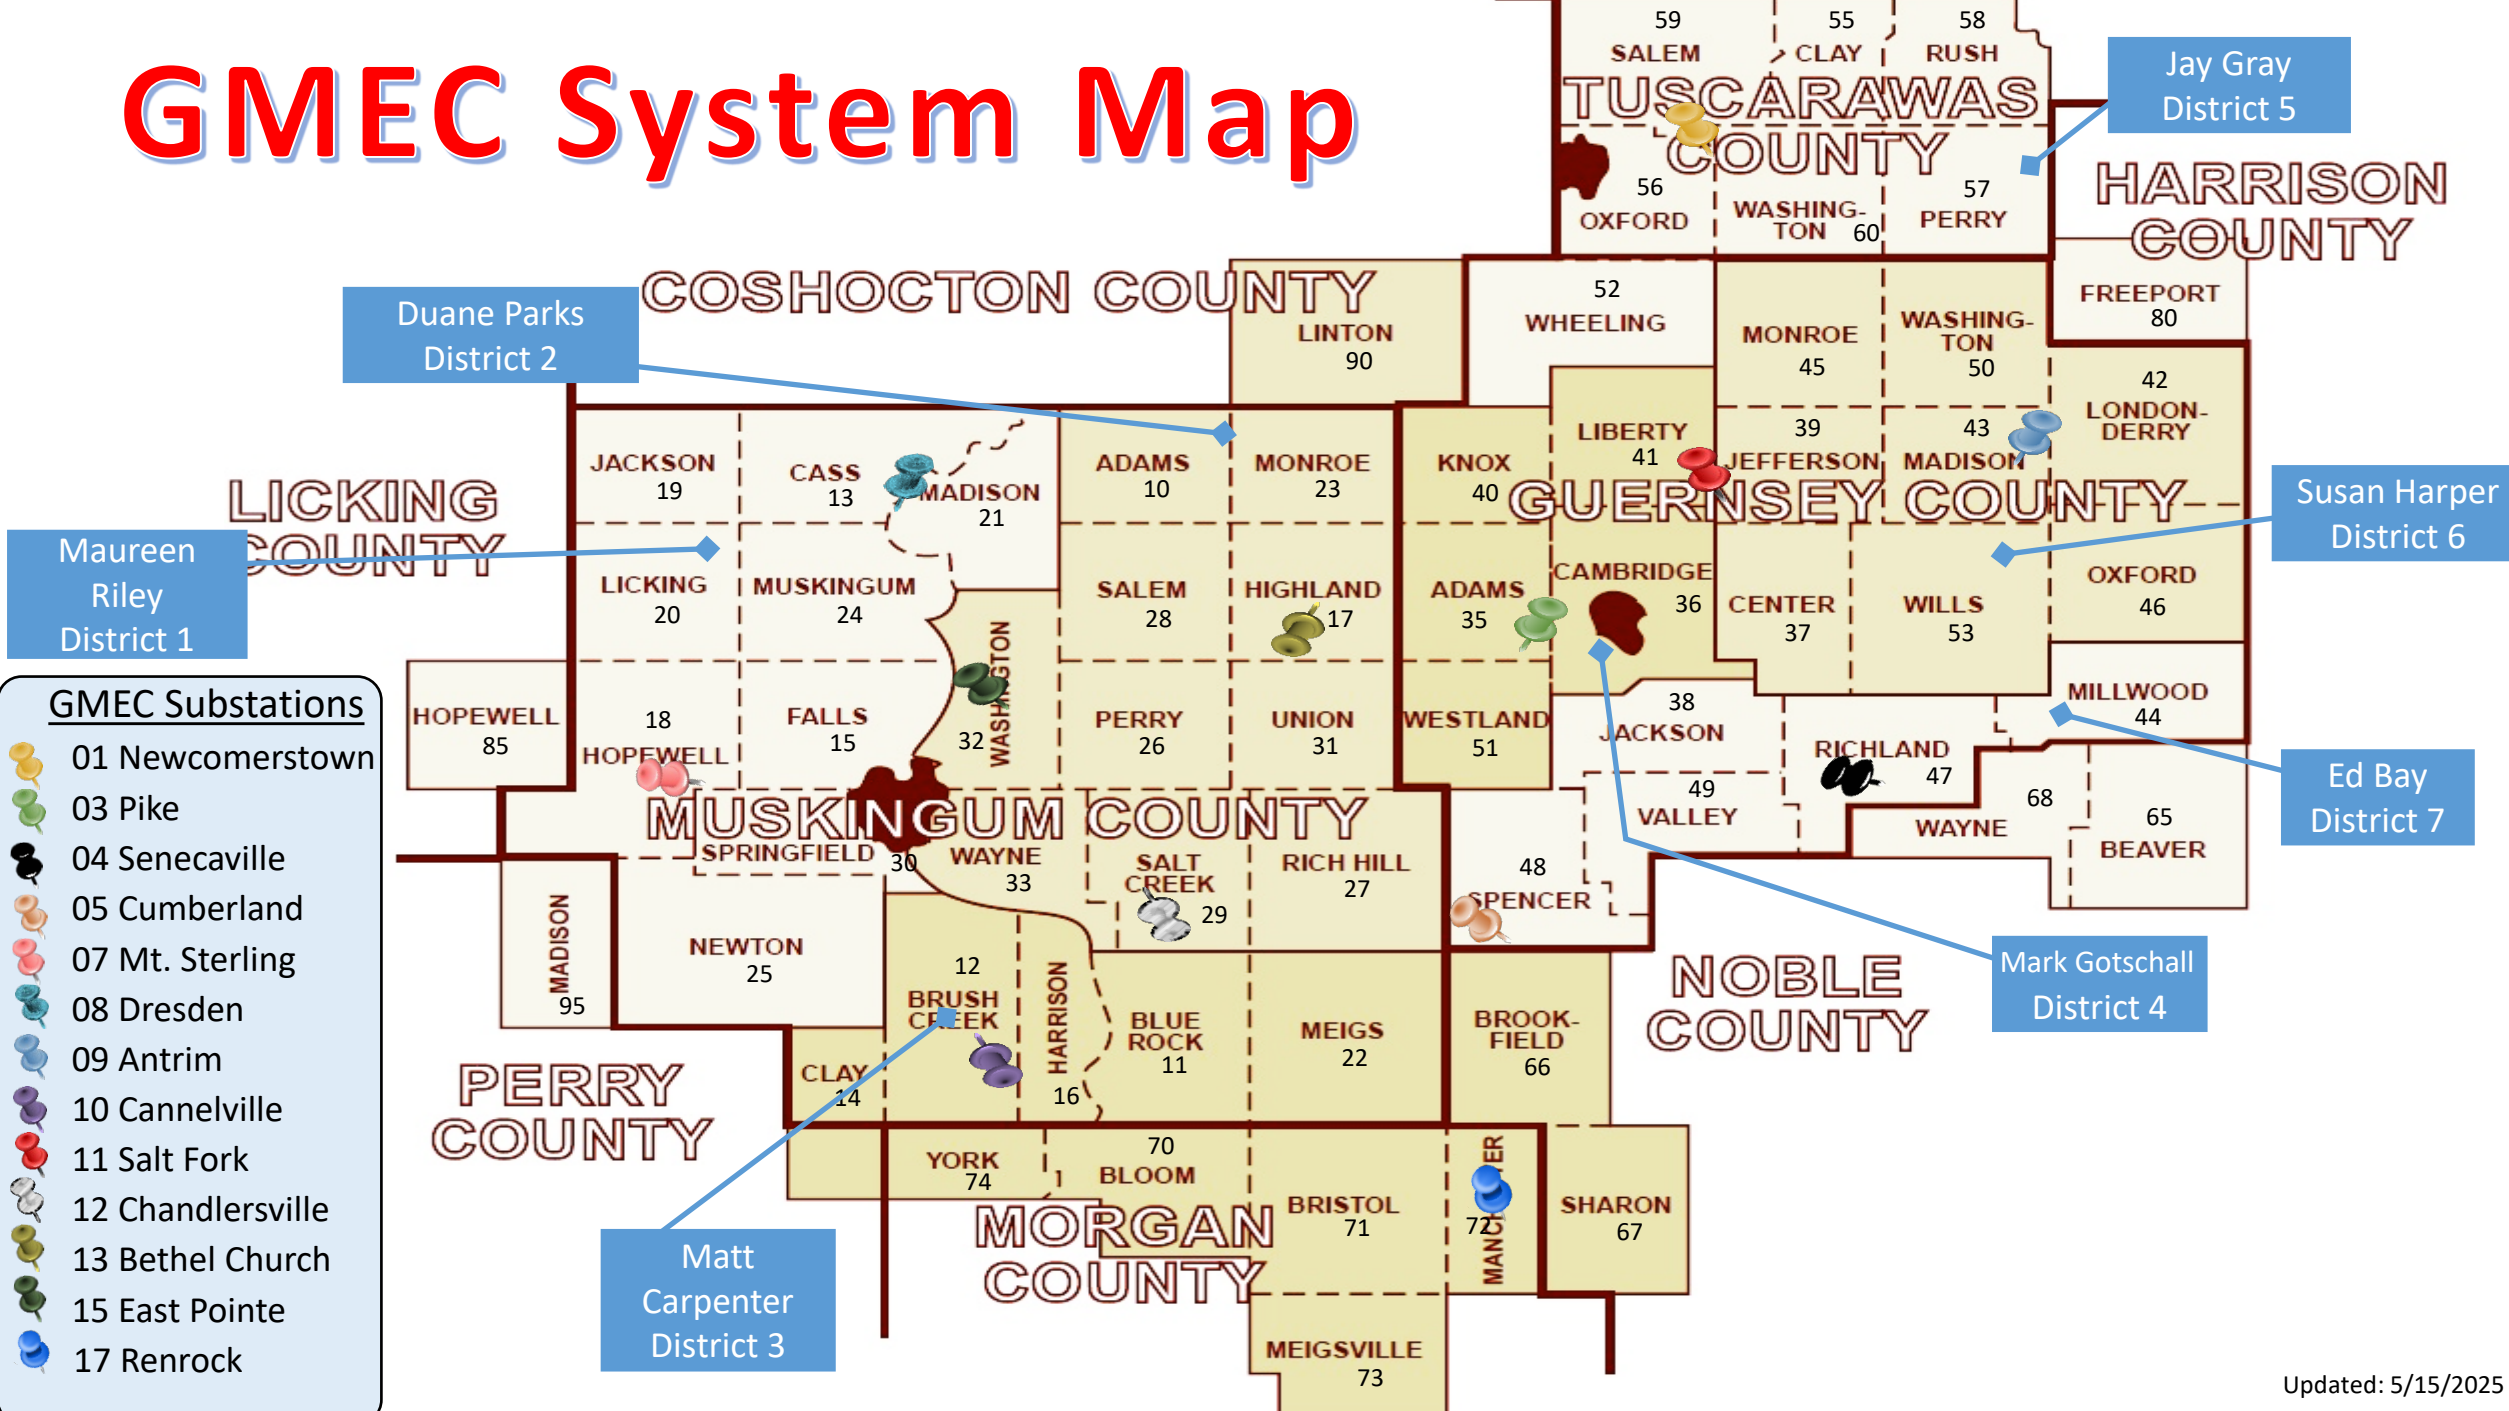 GMEC System Map
59
SALEM
55
CLAY
58
RUSH
TUSCARAWAS
COUNTY
56
OXFORD
WASHING-
TON
60
57
PERRY
Jay Gray
District 5
HARRISON
COUNTY
FREEPORT
80
COSHOCTON COUNTY
LINTON
90
Duane Parks
District 2
52
WHEELING
MONROE
45
WASHING-
TON
50
42
LONDON-
DERRY
LIBERTY
41
39
JEFFERSON
43
MADISON
GUERNSEY COUNTY
KNOX
40
ADAMS
35
CAMBRIDGE
36
CENTER
37
WILLS
53
OXFORD
46
Susan Harper
District 6
WESTLAND
51
38
JACKSON
RICHLAND
47
MILLWOOD
44
49
VALLEY
48
SPENCER
Ed Bay
District 7
Mark Gotschall
District 4
68
WAYNE
65
BEAVER
NOBLE
COUNTY
BROOK-
FIELD
66
SHARON
67
LICKING
COUNTY
Maureen
Riley
District 1
HOPEWELL
85
JACKSON
19
CASS
13
MADISON
21
ADAMS
10
MONROE
23
LICKING
20
MUSKINGUM
24
SALEM
28
HIGHLAND
17
18
HOPEWELL
FALLS
15
WASHINGTON
32
PERRY
26
UNION
31
MUSKINGUM COUNTY
SPRINGFIELD
30
WAYNE
33
SALT
CREEK
29
RICH HILL
27
MADISON
95
NEWTON
25
12
BRUSH
CREEK
HARRISON
16
BLUE
ROCK
11
MEIGS
22
CLAY
14
PERRY
COUNTY
YORK
74
70
BLOOM
MORGAN
COUNTY
BRISTOL
71
72
MANCHESTER
MEIGSVILLE
73
Matt
Carpenter
District 3
GMEC Substations
01 Newcomerstown
03 Pike
04 Senecaville
05 Cumberland
07 Mt. Sterling
08 Dresden
09 Antrim
10 Cannelville
11 Salt Fork
12 Chandlersville
13 Bethel Church
15 East Pointe
17 Renrock
Updated: 5/15/2025